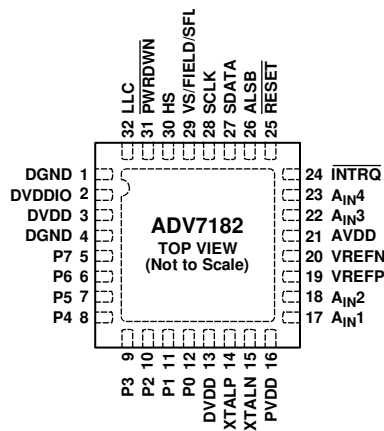 32 LLC
31 PWRDWN
30 HS
29 VS/FIELD/SFL
28 SCLK
27 SDATA
26 ALSB
25 RESET
DGND 1
DVDDIO 2
DVDD 3
DGND 4
P7 5
P6 6
P5 7
P4 8
ADV7182
TOP VIEW
(Not to Scale)
24 INTRQ
23 AIN4
22 AIN3
21 AVDD
20 VREFN
19 VREFP
18 AIN2
17 AIN1
P3 9
P2 10
P1 11
P0 12
DVDD 13
XTALP 14
XTALN 15
PVDD 16